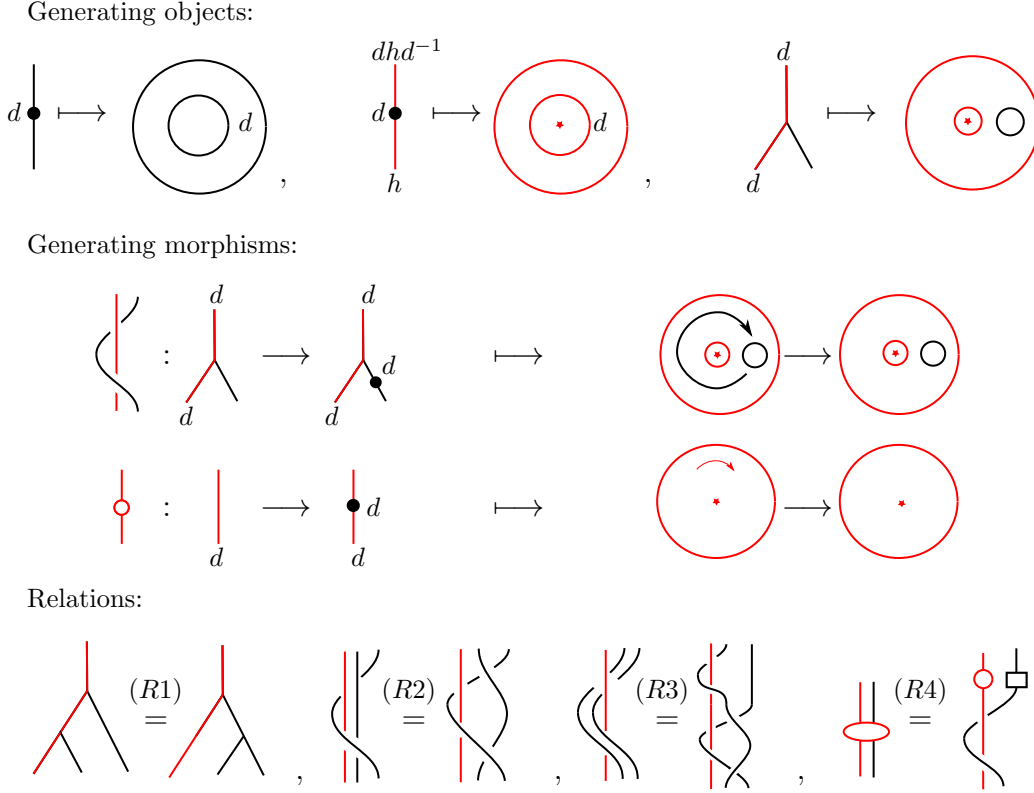 Generating objects:
d ⟼ d ,
dhd⁻¹
d ⟼ d ,
h
d
⟼
d
Generating morphisms:
: d ⟶ d ⟼ ⟶
d
d d
: ⟶ d ⟼ ⟶
d d
Relations:
(R1) (R2) (R3) (R4)
= , = , = , =